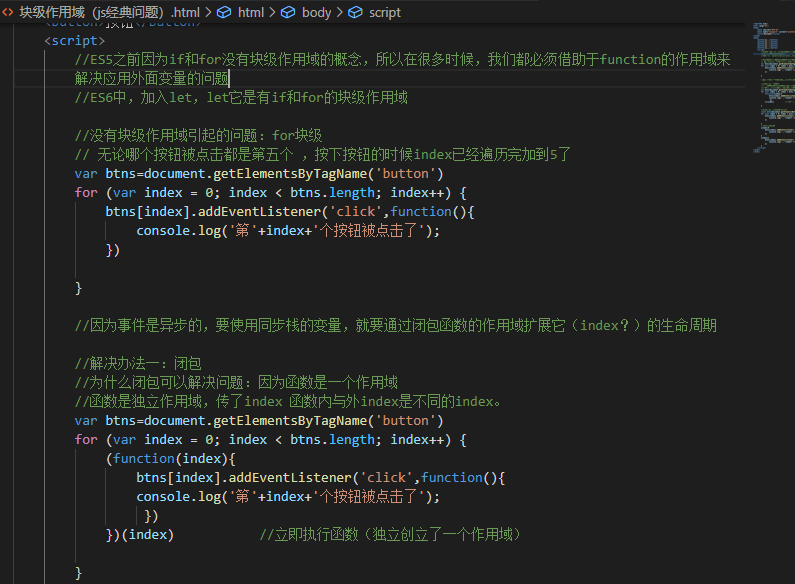 块级作用域 (js经典问题) .html > html > body > script
<button>按钮</button>
<script>
//ES5之前因为if和for没有块级作用域的概念，所以在很多时候，我们都必须借助于function的作用域来
解决应用外面变量的问题
//ES6中，加入let，let它是有if和for的块级作用域
//没有块级作用域引起的问题：for块级
// 无论哪个按钮被点击都是第五个 ，按下按钮的时候index已经遍历完加到5了
var btns=document.getElementsByTagName('button')
for (var index = 0; index < btns.length; index++) {
btns[index].addEventListener('click',function(){
console.log('第'+index+'个按钮被点击了');
})
}
//因为事件是异步的，要使用同步栈的变量，就要通过闭包函数的作用域扩展它（index？）的生命周期
//解决办法一：闭包
//为什么闭包可以解决问题：因为函数是一个作用域
//函数是独立作用域，传了index 函数内与外index是不同的index。
var btns=document.getElementsByTagName('button')
for (var index = 0; index < btns.length; index++) {
(function(index){
btns[index].addEventListener('click',function(){
console.log('第'+index+'个按钮被点击了');
})
})(index) //立即执行函数（独立创立了一个作用域）
}